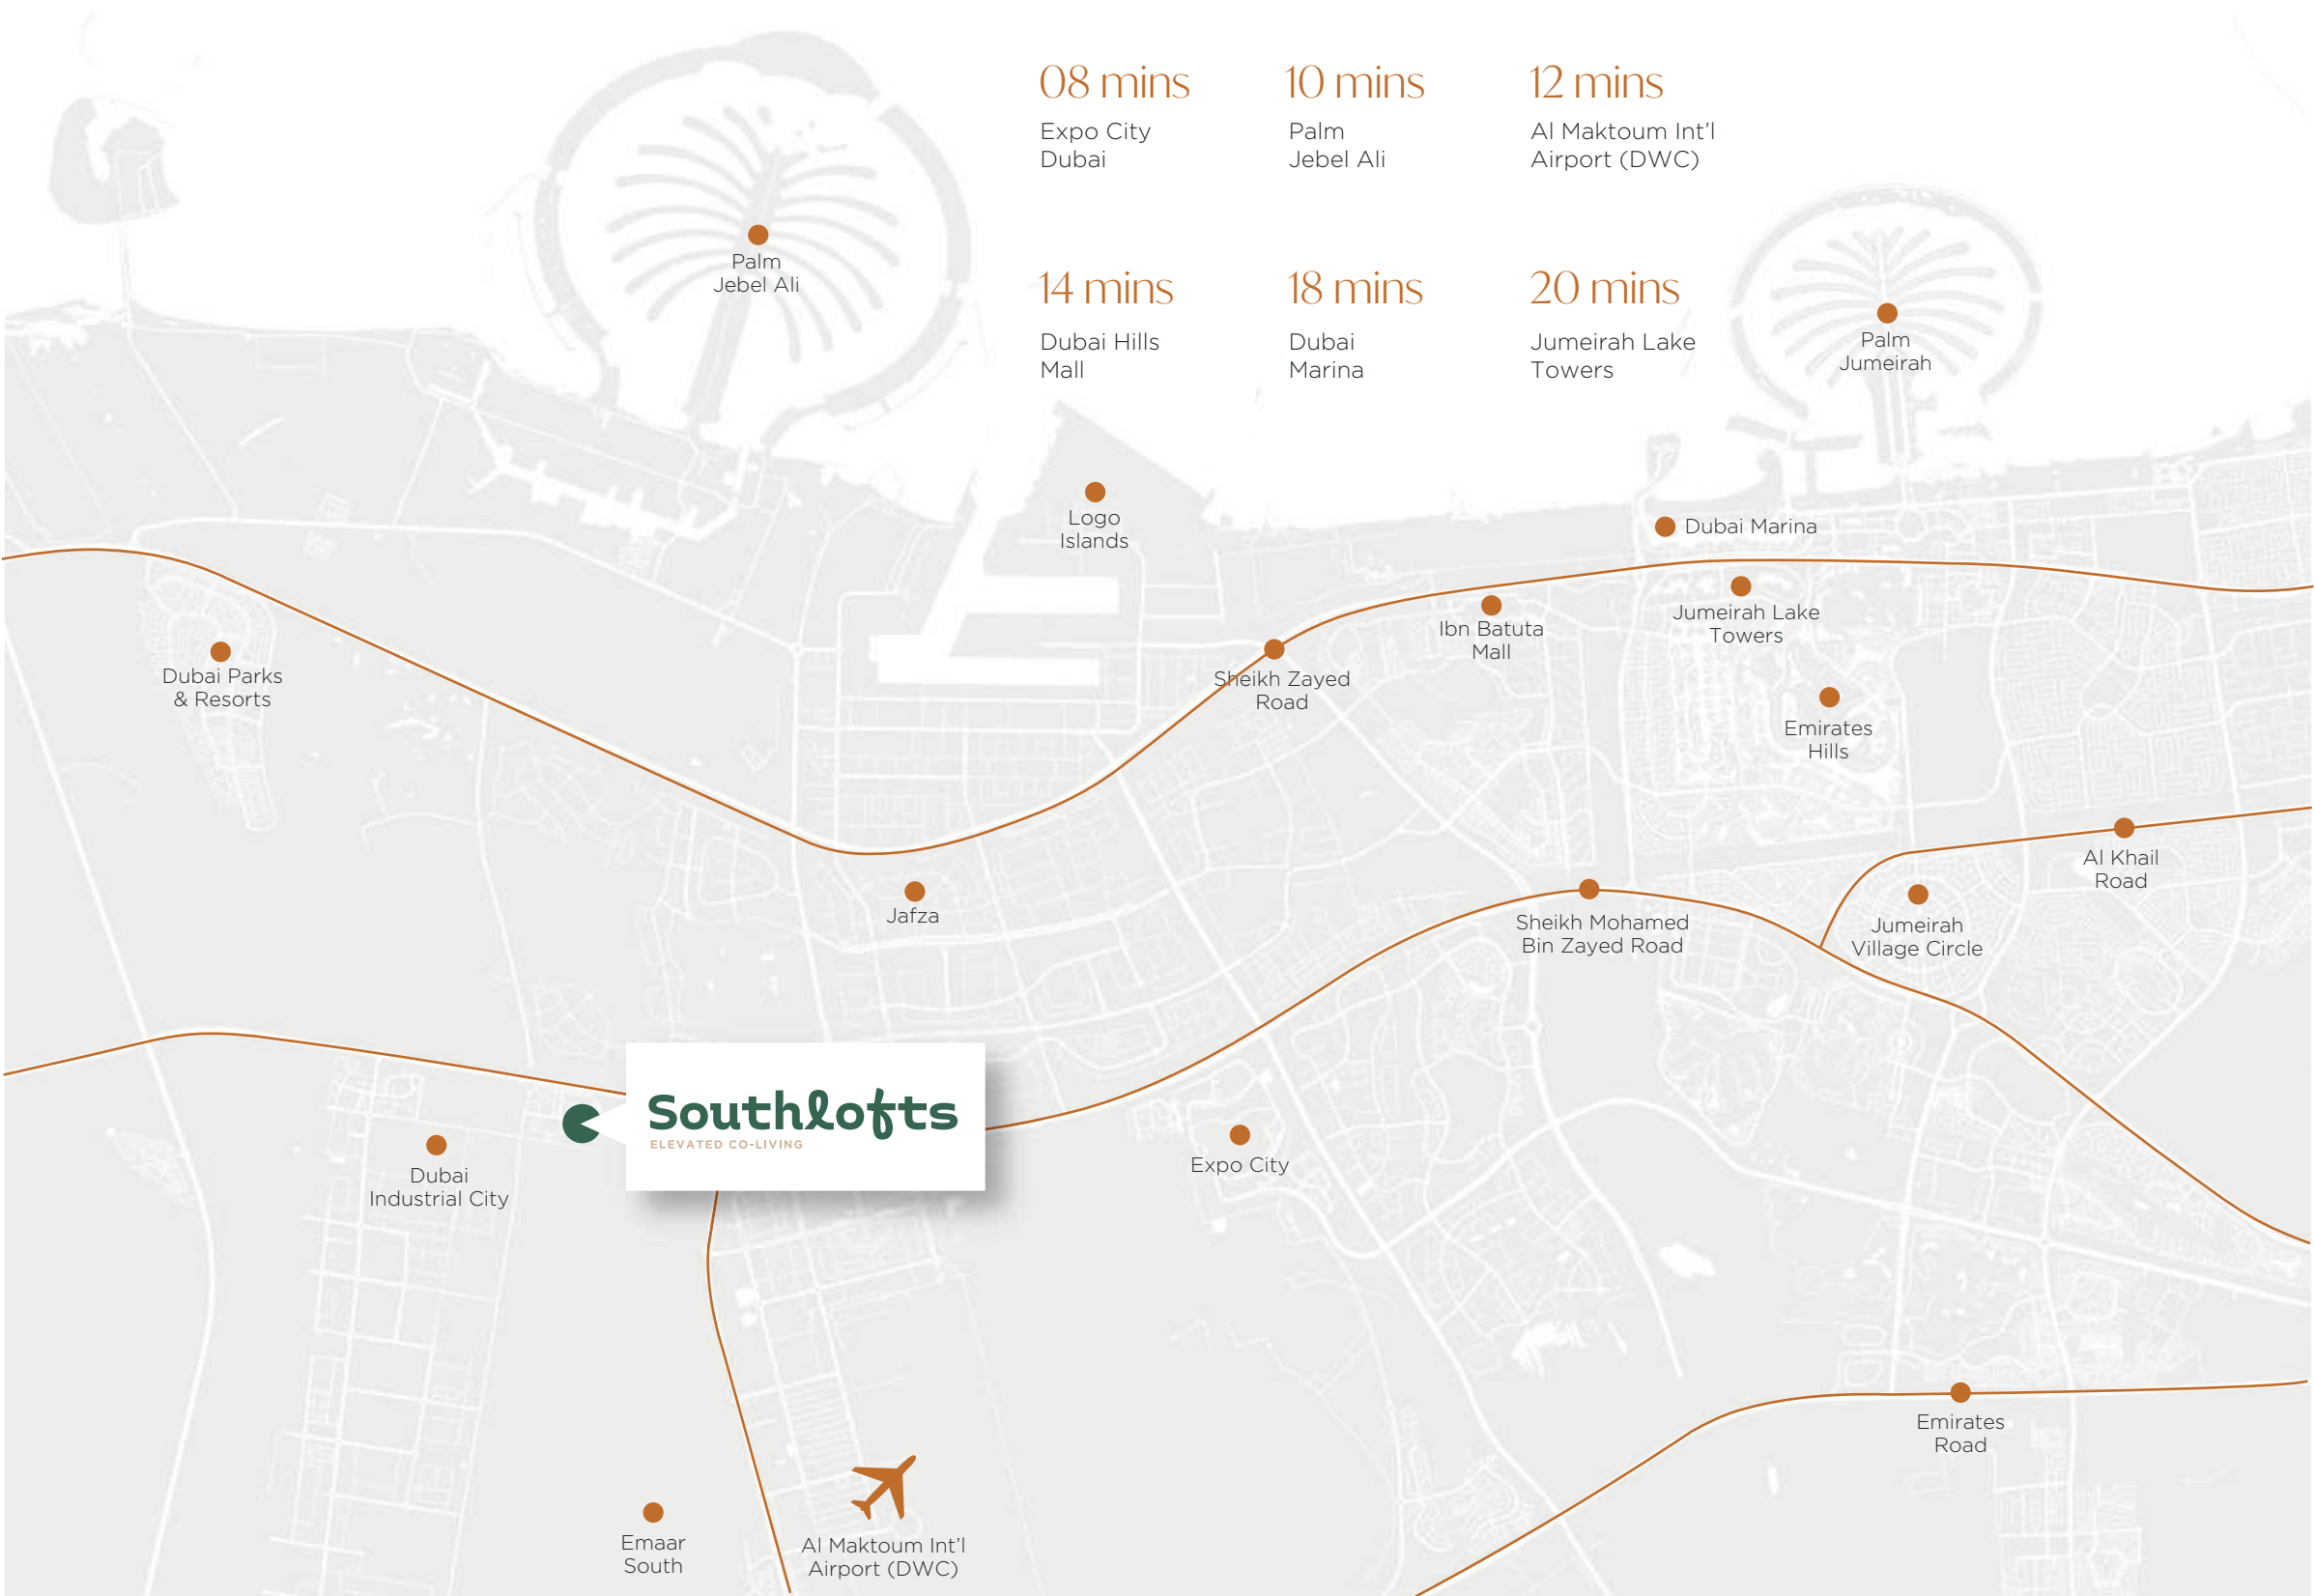 08 mins
Expo City
Dubai
10 mins
Palm
Jebel Ali
12 mins
Al Maktoum Int'l
Airport (DWC)
14 mins
Dubai Hills
Mall
18 mins
Dubai
Marina
20 mins
Jumeirah Lake
Towers
Palm
Jebel Ali
Palm
Jumeirah
Logo
Islands
Dubai Marina
Jumeirah Lake
Towers
Ibn Batuta
Mall
Sheikh Zayed
Road
Dubai Parks
& Resorts
Emirates
Hills
Al Khail
Road
Jafza
Sheikh Mohamed
Bin Zayed Road
Jumeirah
Village Circle
Southlofts
ELEVATED CO-LIVING
Expo City
Dubai
Industrial City
Emirates
Road
Emaar
South
Al Maktoum Int'l
Airport (DWC)